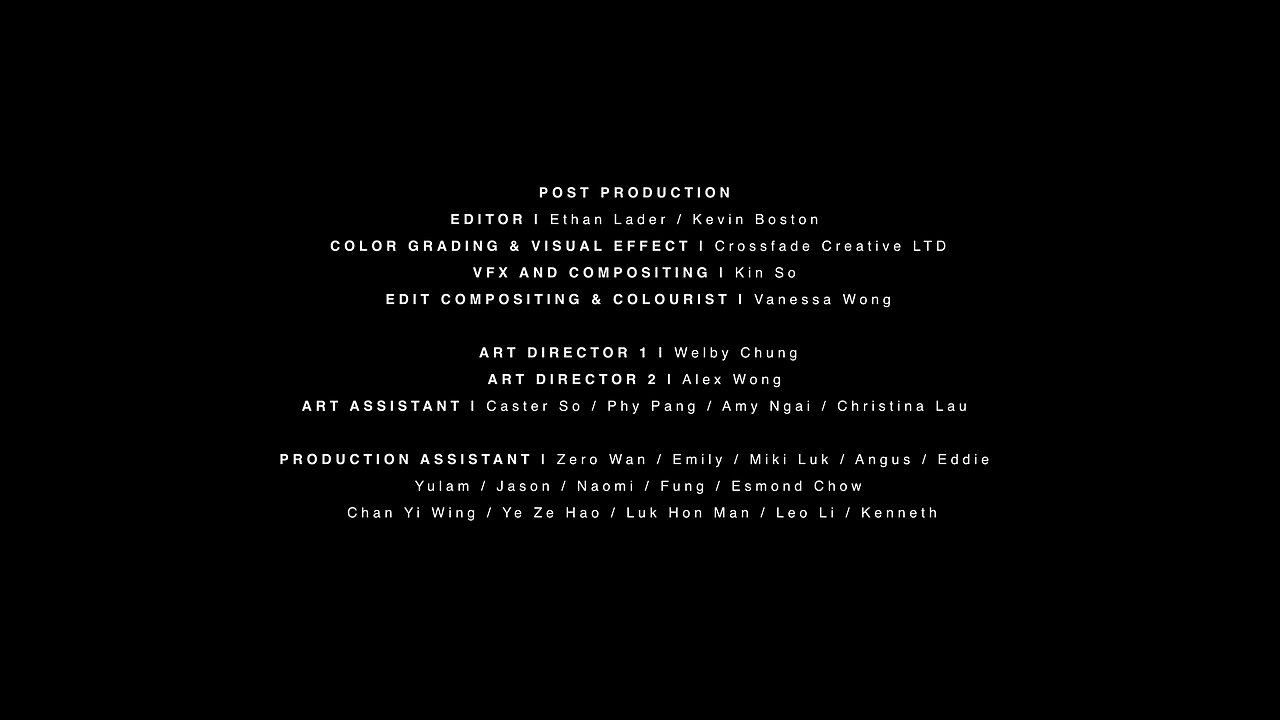 POST PRODUCTION
EDITOR I Ethan Lader / Kevin Boston
COLOR GRADING & VISUAL EFFECT I Crossfade Creative LTD
VFX AND COMPOSITING I Kin So
EDIT COMPOSITING & COLOURIST I Vanessa Wong
ART DIRECTOR 1 I Welby Chung
ART DIRECTOR 2 I Alex Wong
ART ASSISTANT I Caster So / Phy Pang / Amy Ngai / Christina Lau
PRODUCTION ASSISTANT I Zero Wan / Emily / Miki Luk / Angus / Eddie
Yulam / Jason / Naomi / Fung / Esmond Chow
Chan Yi Wing / Ye Ze Hao / Luk Hon Man / Leo Li / Kenneth